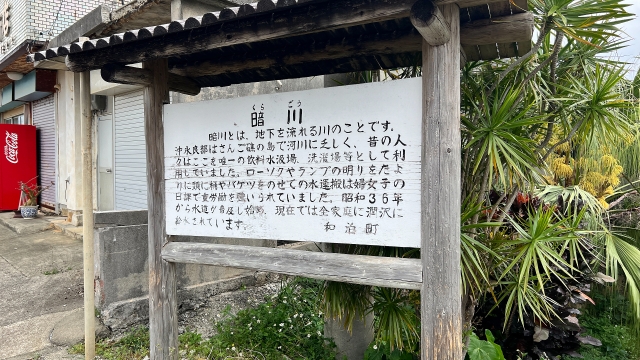 くら ごう
暗川
暗川とは、地下を流れる川のことです。
沖永良部はさんご礁の島で河川に乏しく、昔の人
々はここを唯一の飲料水汲場、洗濯場等として利
用していました。ローソクやランプの明りをたよ
りに頭に桶やバケツをのせての水運搬は婦女子の
日課で重労働を強いられていました。昭和36年
から水道が普及し始め、現在では全家庭に潤沢に
給水されています。
和泊町
Coca-Cola